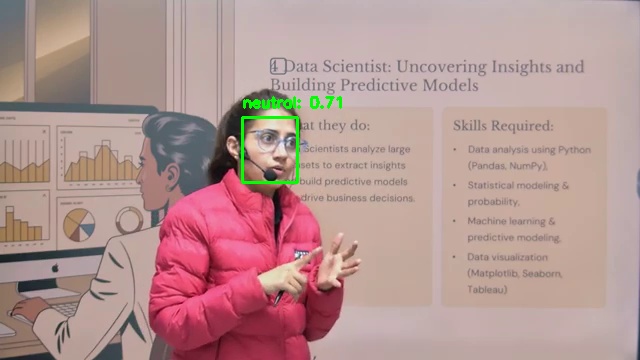 4 Data Scientist: Uncovering Insights and
Building Predictive Models
neutral: 0.71
at they do:
Scientists analyze large
sets to extract insights
build predictive models
drive business decisions.
Skills Required:
• Data analysis using Python
(Pandas, NumPy),
• Statistical modeling &
probability,
• Machine learning &
predictive modeling,
• Data visualization
(Matplotlib, Seaborn,
Tableau)